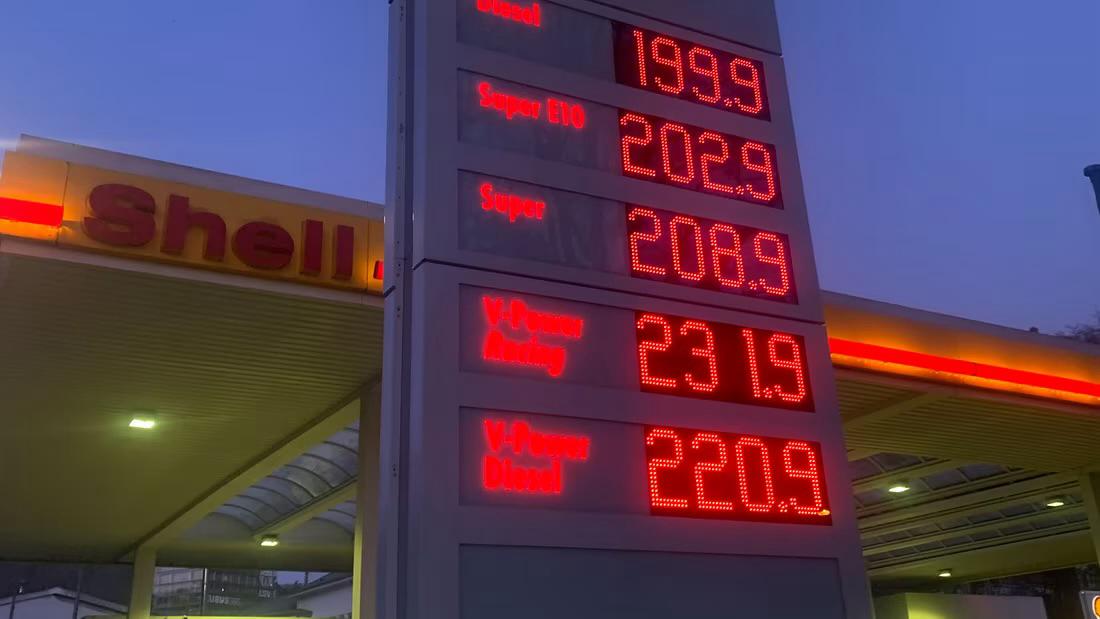 Diesel 199.9
Super E10 202.9
Super 208.9
Shell
V-Power
Racing 231.9
V-Power
Diesel 220.9